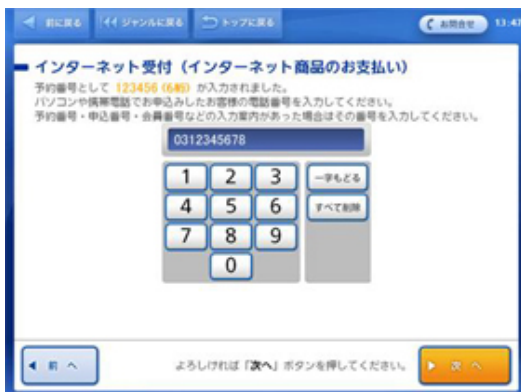 前に戻る ジャンルに戻る トップに戻る お問合せ 13:43
インターネット受付（インターネット商品のお支払い）
予約番号として 123456 (6桁) が入力されました。
パソコンや携帯電話でお申込みしたお客様の電話番号を入力してください。
予約番号・申込番号・会員番号などの入力案内があった場合はその番号を入力してください。
0312345678
1 2 3 一字もどる
4 5 6 すべて削除
7 8 9
0
前へ よろしければ「次へ」ボタンを押してください。 次へ